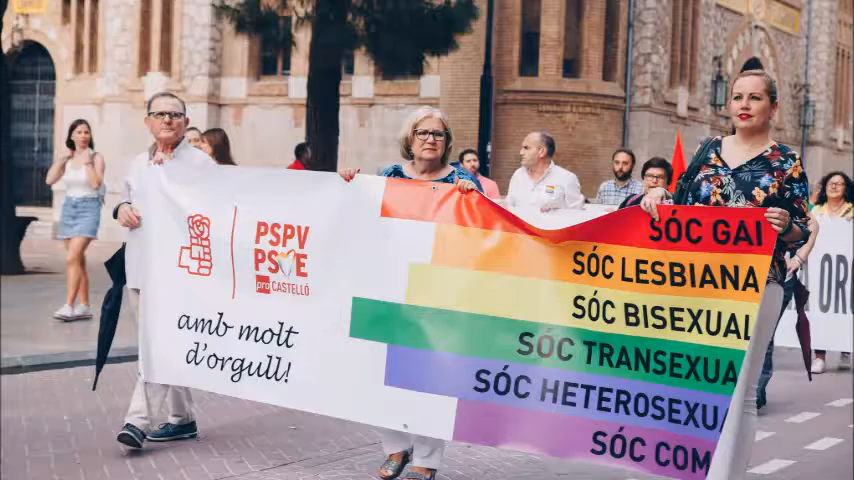 PSPV
PSOE
pro CASTELLÓ
amb molt
d'orgull!
SÓC GAI
SÓC LESBIANA
SÓC BISEXUAL
SÓC TRANSEXUA
SÓC HETEROSEXUA
SÓC COM
OR